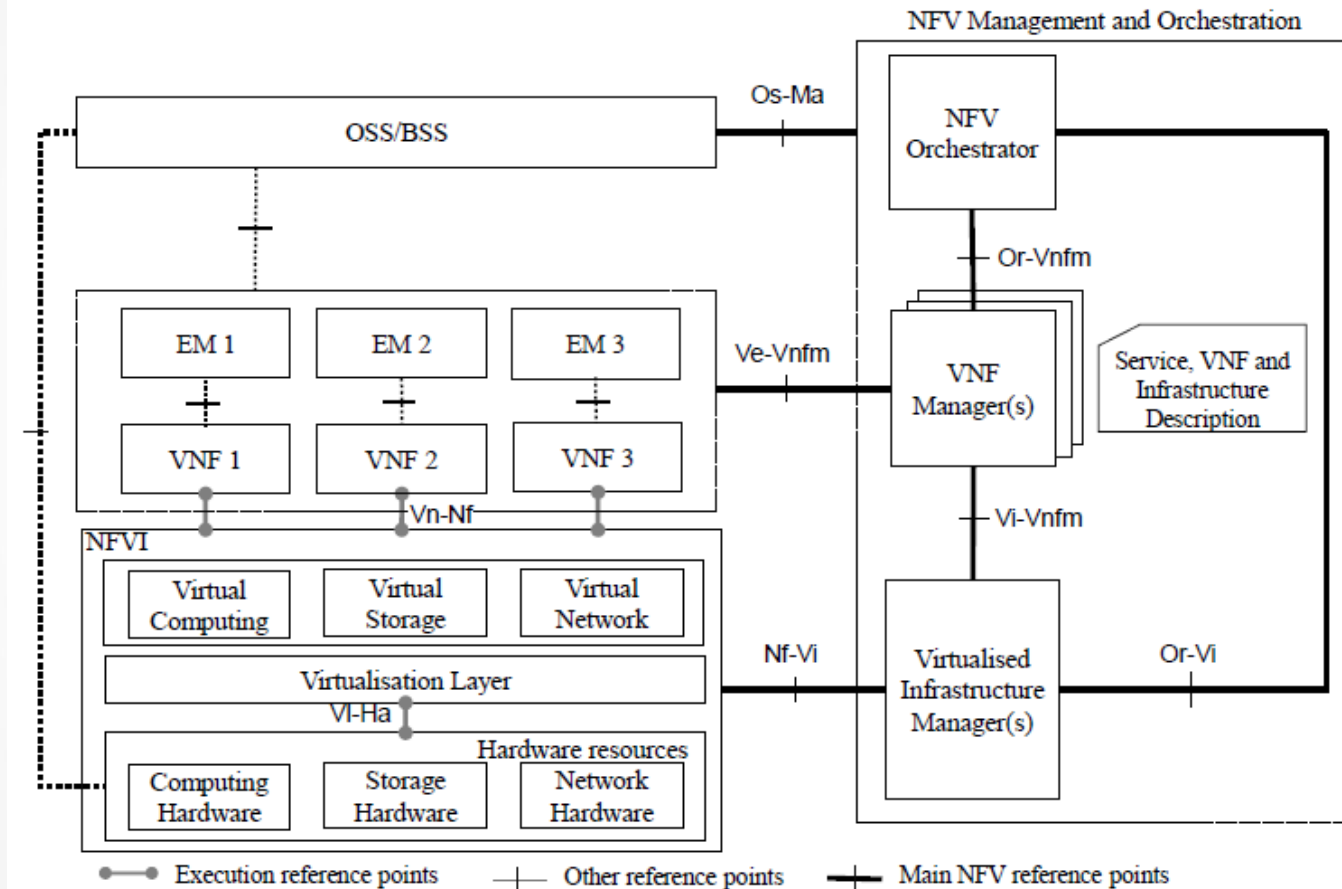 NFV Management and Orchestration
Os-Ma
OSS/BSS
NFV
Orchestrator
Or-Vnfm
EM 1
EM 2
EM 3
Ve-Vnfm
VNF
Manager(s)
Service, VNF and
Infrastructure
Description
VNF 1
VNF 2
VNF 3
Vn-Nf
Vi-Vnfm
NFVI
Virtual
Computing
Virtual
Storage
Virtual
Network
Nf-Vi
Virtualised
Infrastructure
Manager(s)
Or-Vi
Virtualisation Layer
Vl-Ha
Hardware resources
Computing
Hardware
Storage
Hardware
Network
Hardware
Execution reference points
Other reference points
Main NFV reference points